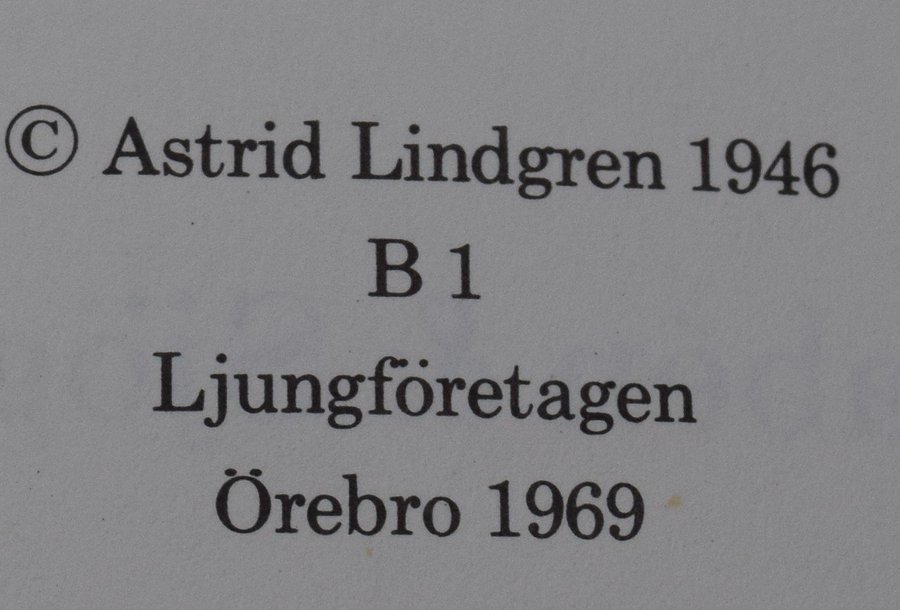 © Astrid Lindgren 1946
B 1
Ljungföretagen
Örebro 1969